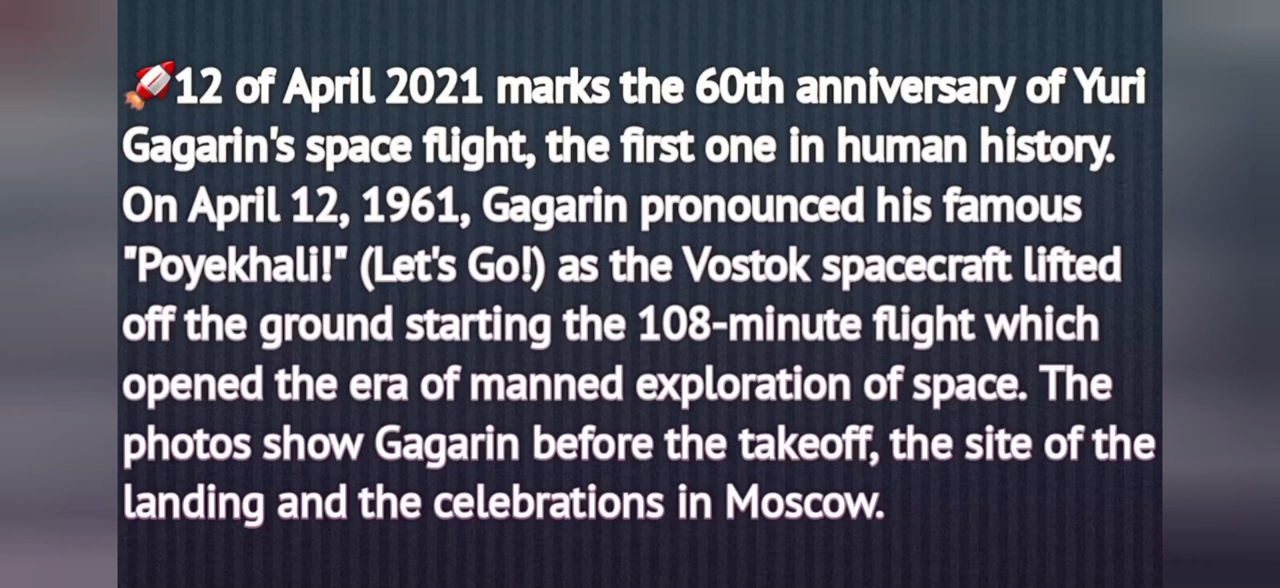 🚀12 of April 2021 marks the 60th anniversary of Yuri
Gagarin's space flight, the first one in human history.
On April 12, 1961, Gagarin pronounced his famous
"Poyekhali!" (Let's Go!) as the Vostok spacecraft lifted
off the ground starting the 108-minute flight which
opened the era of manned exploration of space. The
photos show Gagarin before the takeoff, the site of the
landing and the celebrations in Moscow.